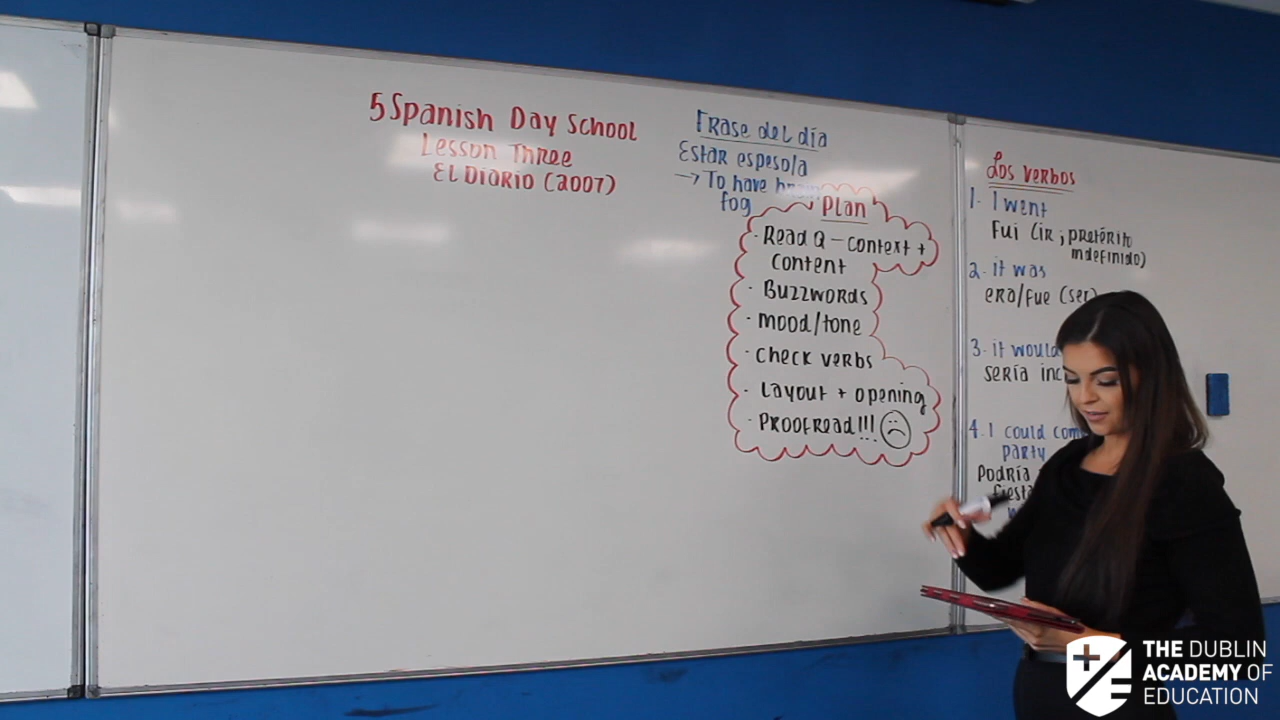 5 Spanish Day School
Lesson Three
El Diario (2007)
Frase del día
Estar espeso/a
→ To have brain
fog
Plan
· Read Q - context +
content
· Buzzwords
· mood/tone
· check verbs
· Layout + opening
· Proofread!!!
Los verbos
1. I went
Fui (ir; pretérito
indefinido)
2. it was
era/fue (ser)
3. it would
sería
4. I could
party
Podría
fiesta
THE DUBLIN
ACADEMY OF
EDUCATION